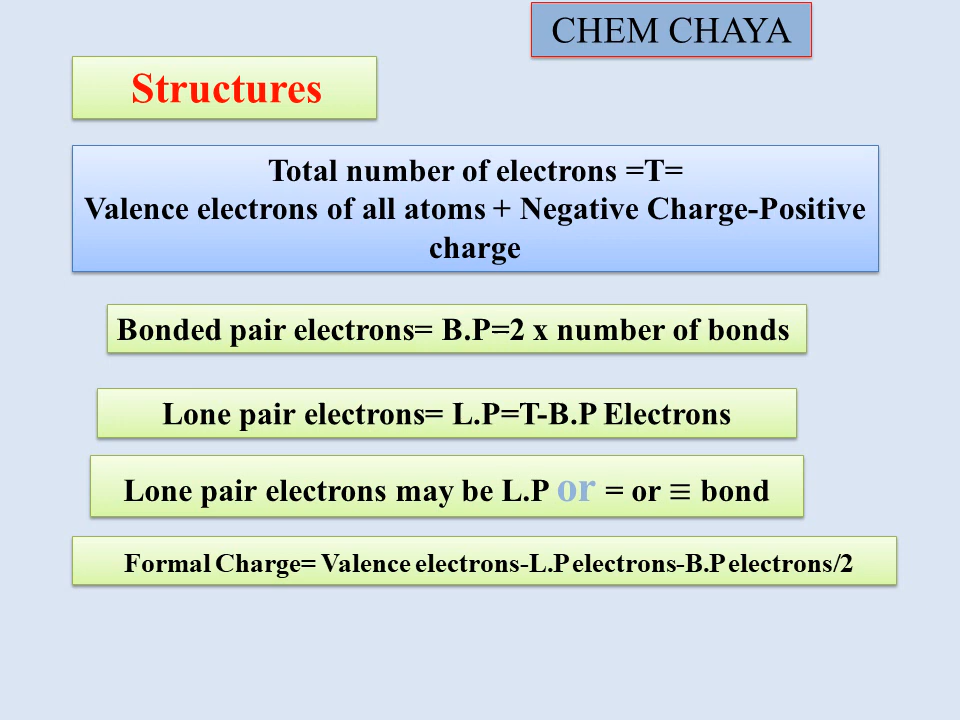 CHEM CHAYA
Structures
Total number of electrons =T=
Valence electrons of all atoms + Negative Charge-Positive
charge
Bonded pair electrons= B.P=2 x number of bonds
Lone pair electrons= L.P=T-B.P Electrons
Lone pair electrons may be L.P or = or ≡ bond
Formal Charge= Valence electrons-L.P electrons-B.P electrons/2